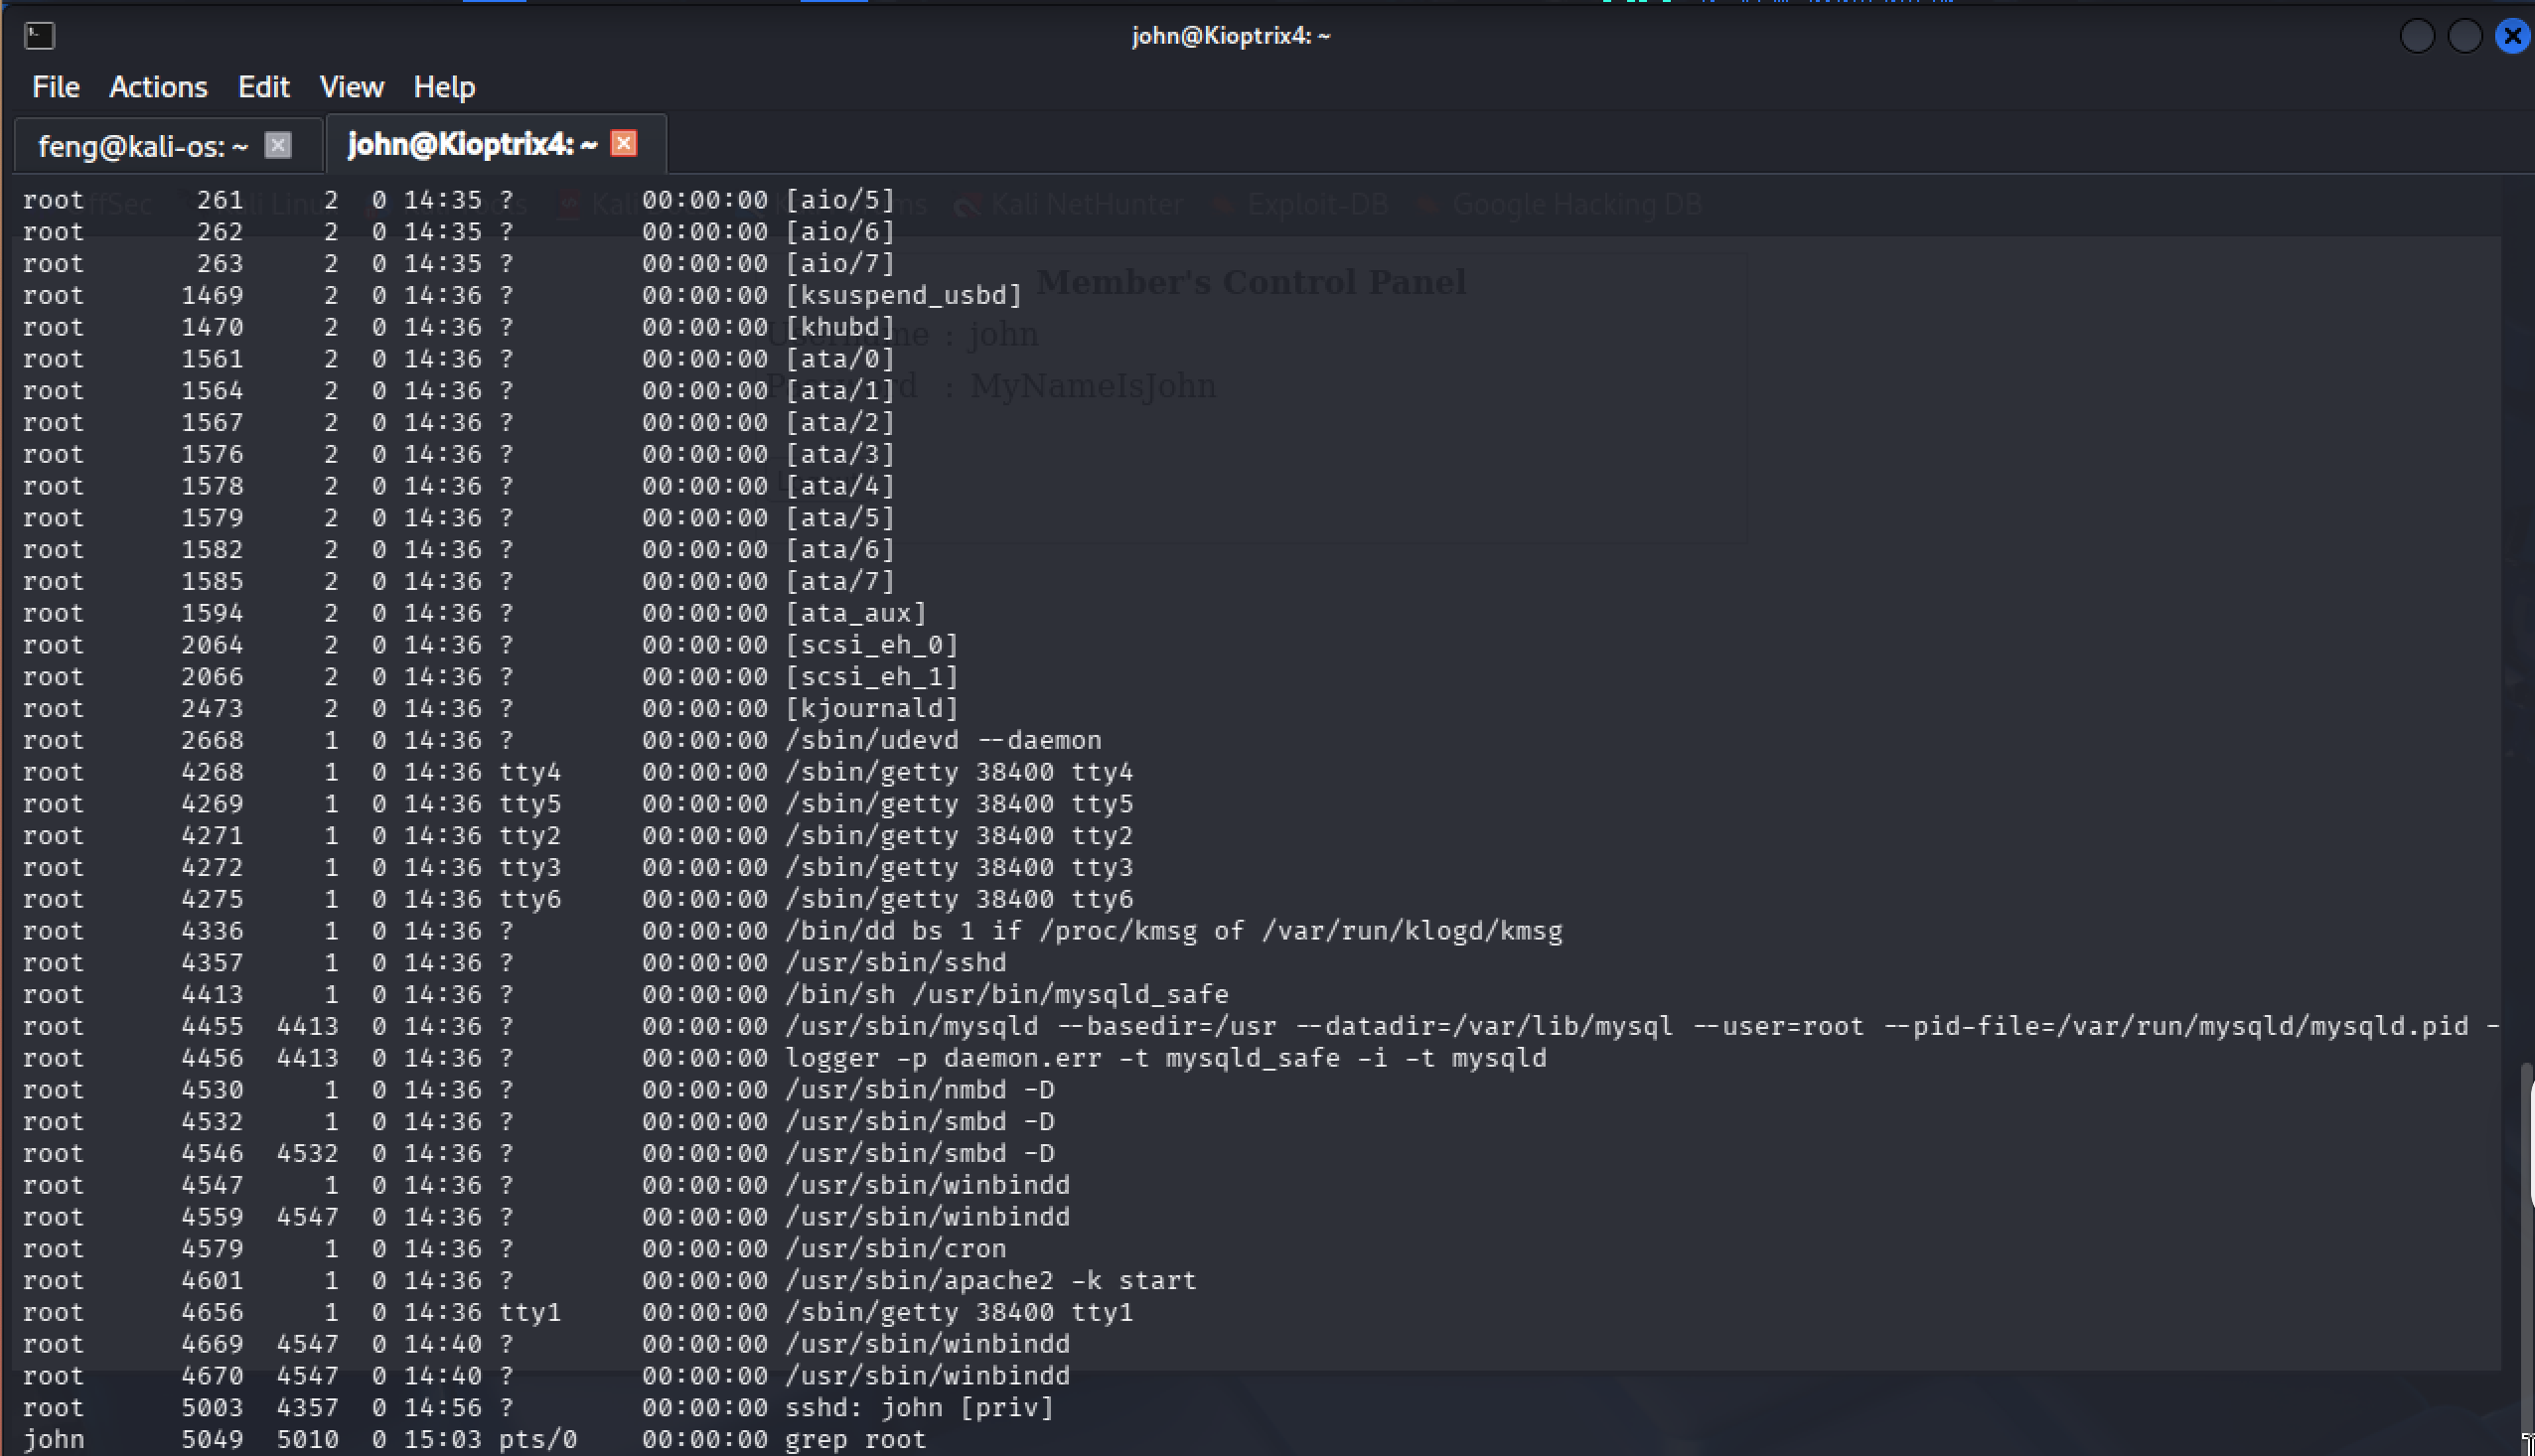 john@Kioptrix4: ~
File Actions Edit View Help
feng@kali-os: ~ john@Kioptrix4: ~
OffSec Kali Linux Kali NetHunter Exploit-DB Google Hacking DB
root 261 2 0 14:35 ? 00:00:00 [aio/5]
root 262 2 0 14:35 ? 00:00:00 [aio/6]
root 263 2 0 14:35 ? 00:00:00 [aio/7]
Member's Control Panel
root 1469 2 0 14:36 ? 00:00:00 [ksuspend_usbd]
root 1470 2 0 14:36 ? 00:00:00 [khubd]
: john
root 1561 2 0 14:36 ? 00:00:00 [ata/0]
root 1564 2 0 14:36 ? 00:00:00 [ata/1]
: MyNameIsJohn
root 1567 2 0 14:36 ? 00:00:00 [ata/2]
root 1576 2 0 14:36 ? 00:00:00 [ata/3]
root 1578 2 0 14:36 ? 00:00:00 [ata/4]
root 1579 2 0 14:36 ? 00:00:00 [ata/5]
root 1582 2 0 14:36 ? 00:00:00 [ata/6]
root 1585 2 0 14:36 ? 00:00:00 [ata/7]
root 1594 2 0 14:36 ? 00:00:00 [ata_aux]
root 2064 2 0 14:36 ? 00:00:00 [scsi_eh_0]
root 2066 2 0 14:36 ? 00:00:00 [scsi_eh_1]
root 2473 2 0 14:36 ? 00:00:00 [kjournald]
root 2668 1 0 14:36 ? 00:00:00 /sbin/udevd --daemon
root 4268 1 0 14:36 tty4 00:00:00 /sbin/getty 38400 tty4
root 4269 1 0 14:36 tty5 00:00:00 /sbin/getty 38400 tty5
root 4271 1 0 14:36 tty2 00:00:00 /sbin/getty 38400 tty2
root 4272 1 0 14:36 tty3 00:00:00 /sbin/getty 38400 tty3
root 4275 1 0 14:36 tty6 00:00:00 /sbin/getty 38400 tty6
root 4336 1 0 14:36 ? 00:00:00 /bin/dd bs 1 if /proc/kmsg of /var/run/klogd/kmsg
root 4357 1 0 14:36 ? 00:00:00 /usr/sbin/sshd
root 4413 1 0 14:36 ? 00:00:00 /bin/sh /usr/bin/mysqld_safe
root 4455 4413 0 14:36 ? 00:00:00 /usr/sbin/mysqld --basedir=/usr --datadir=/var/lib/mysql --user=root --pid-file=/var/run/mysqld/mysqld.pid -
root 4456 4413 0 14:36 ? 00:00:00 logger -p daemon.err -t mysqld_safe -i -t mysqld
root 4530 1 0 14:36 ? 00:00:00 /usr/sbin/nmbd -D
root 4532 1 0 14:36 ? 00:00:00 /usr/sbin/smbd -D
root 4546 4532 0 14:36 ? 00:00:00 /usr/sbin/smbd -D
root 4547 1 0 14:36 ? 00:00:00 /usr/sbin/winbindd
root 4559 4547 0 14:36 ? 00:00:00 /usr/sbin/winbindd
root 4579 1 0 14:36 ? 00:00:00 /usr/sbin/cron
root 4601 1 0 14:36 ? 00:00:00 /usr/sbin/apache2 -k start
root 4656 1 0 14:36 tty1 00:00:00 /sbin/getty 38400 tty1
root 4669 4547 0 14:40 ? 00:00:00 /usr/sbin/winbindd
root 4670 4547 0 14:40 ? 00:00:00 /usr/sbin/winbindd
root 5003 4357 0 14:56 ? 00:00:00 sshd: john [priv]
john 5049 5010 0 15:03 pts/0 00:00:00 grep root